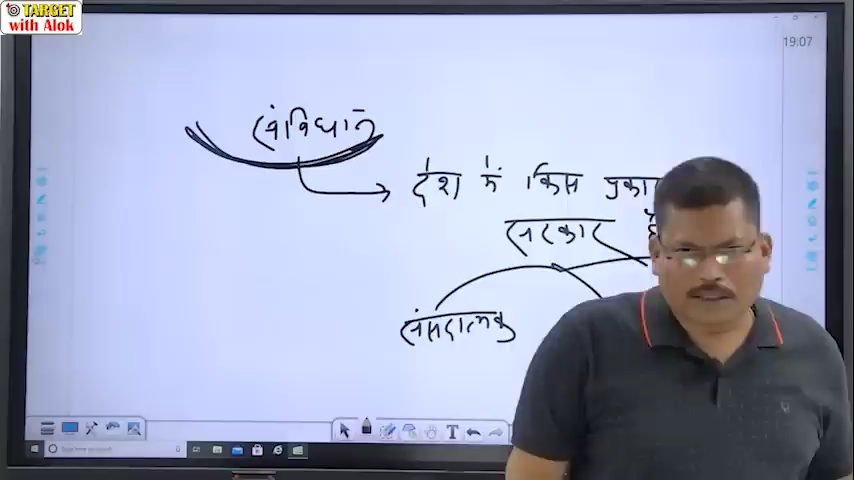 TARGET
with Alok
19:07
संविधान
देश में किस प्रका
सरकार है
संसदात्मक